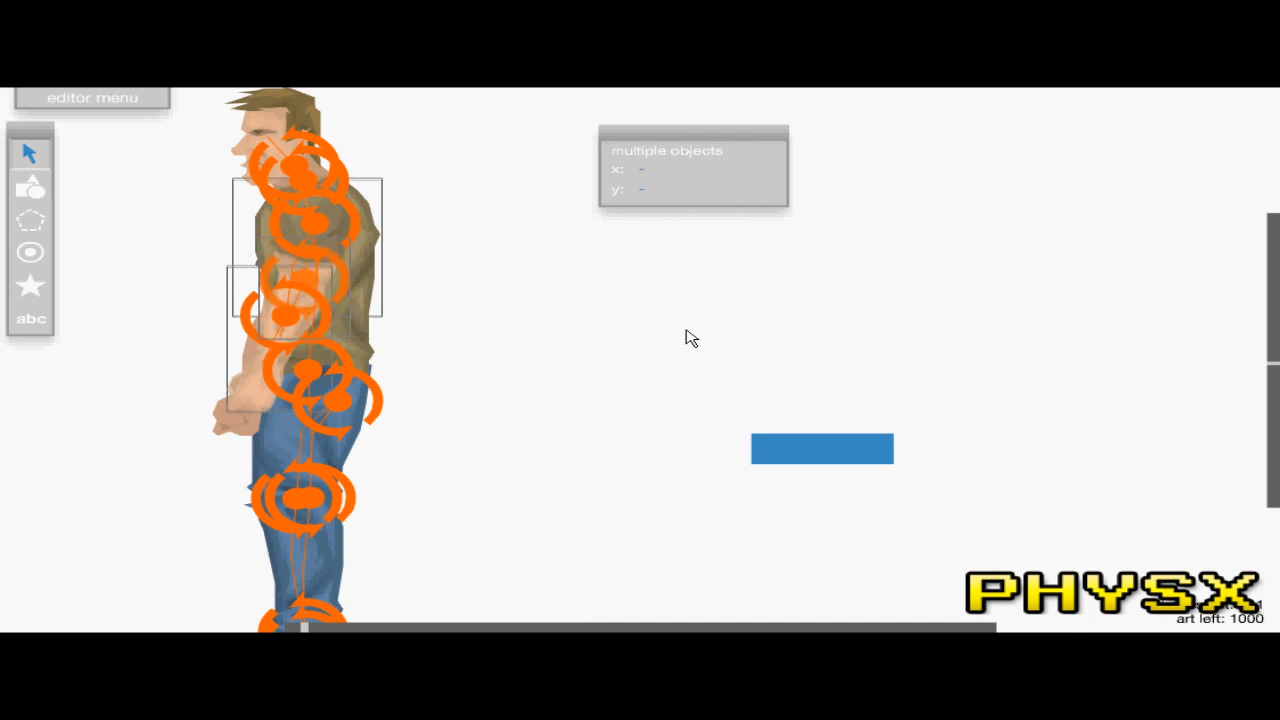 editor menu
multiple objects
x: -
y: -
abc
PHYSX
art left: 1000